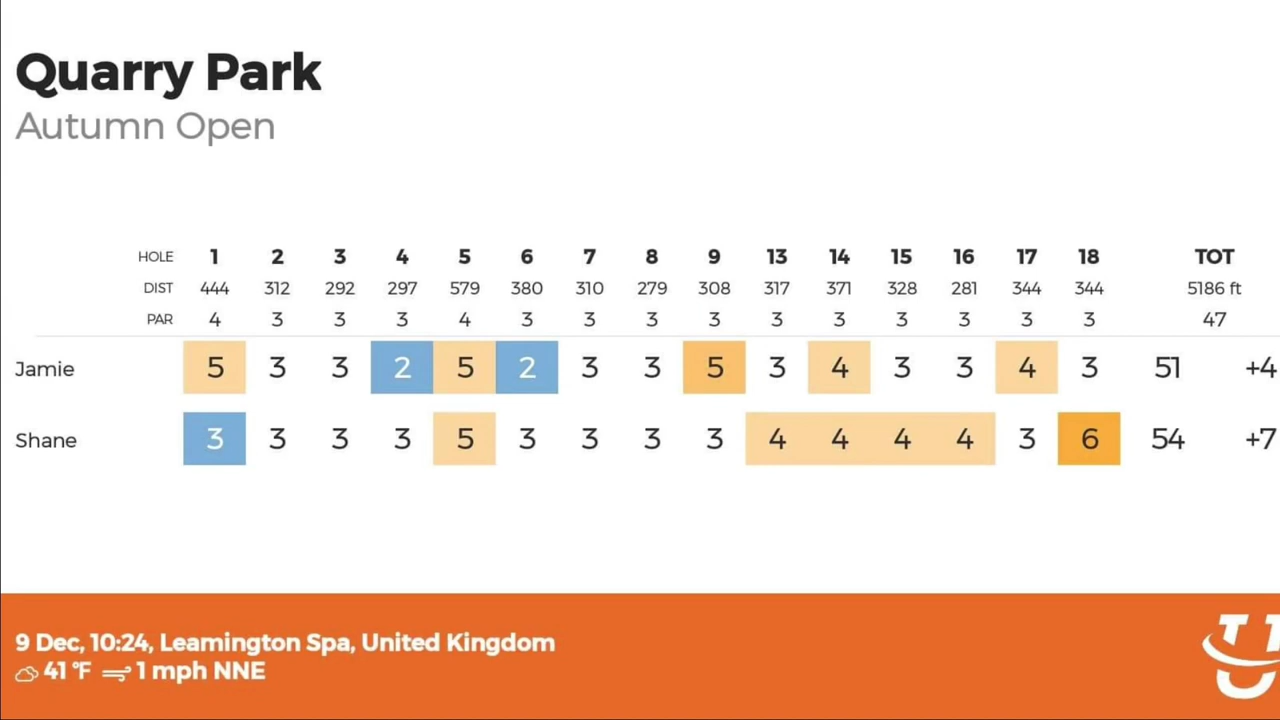 Quarry Park
Autumn Open
HOLE 1 2 3 4 5 6 7 8 9 13 14 15 16 17 18 TOT
DIST 444 312 292 297 579 380 310 279 308 317 371 328 281 344 344 5186 ft
PAR 4 3 3 3 4 3 3 3 3 3 3 3 3 3 3 47
Jamie 5 3 3 2 5 2 3 3 5 3 4 3 3 4 3 51 +4
Shane 3 3 3 3 5 3 3 3 3 4 4 4 4 3 6 54 +7
9 Dec, 10:24, Leamington Spa, United Kingdom
41 °F 1 mph NNE